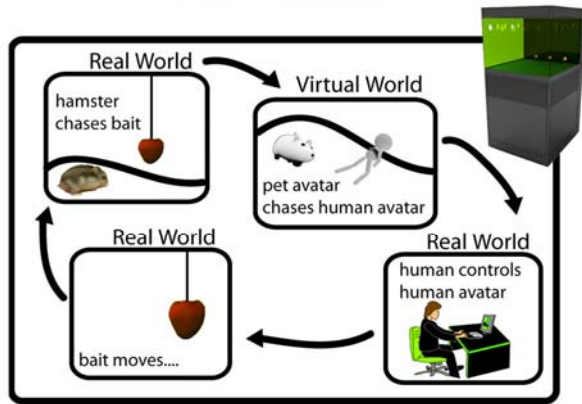 Real World
hamster
chases bait
Virtual World
pet avatar
chases human avatar
Real World
human controls
human avatar
Real World
bait moves....